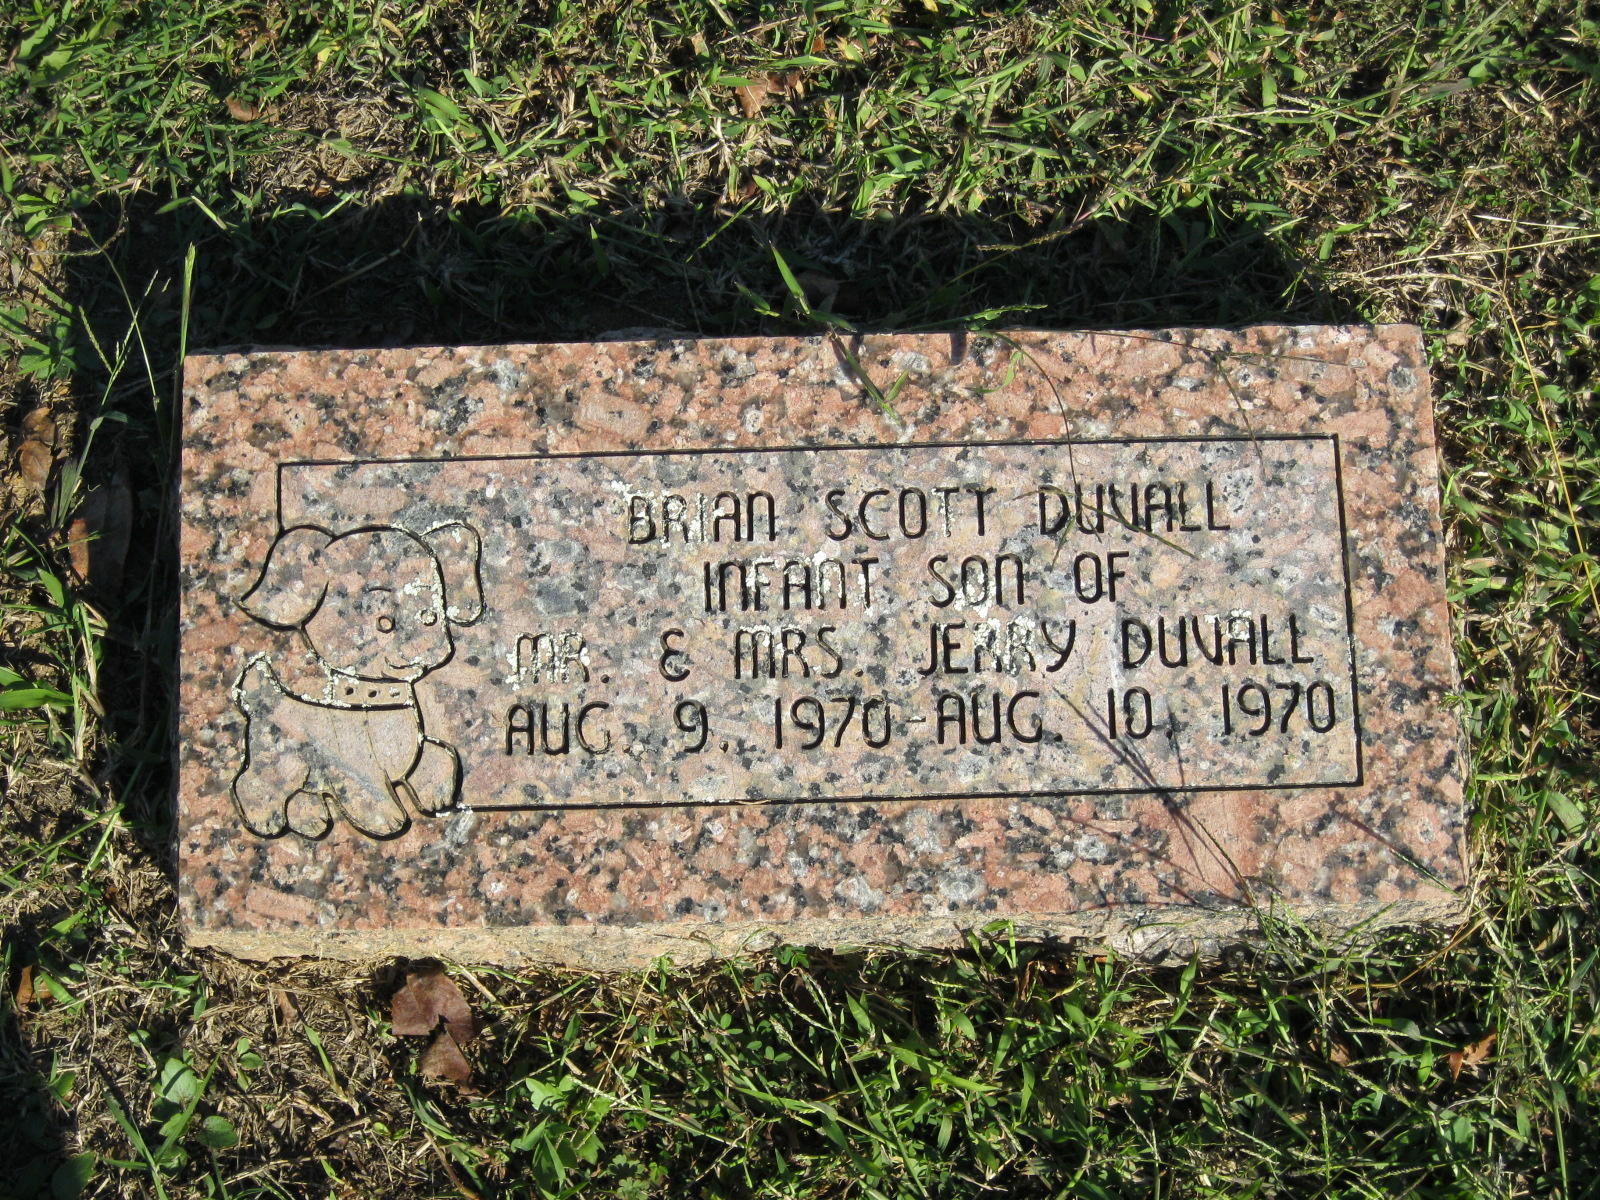 BRIAN SCOTT DUVALL
INFANT SON OF
MR. & MRS. JERRY DUVALL
AUG. 9, 1970-AUG. 10, 1970